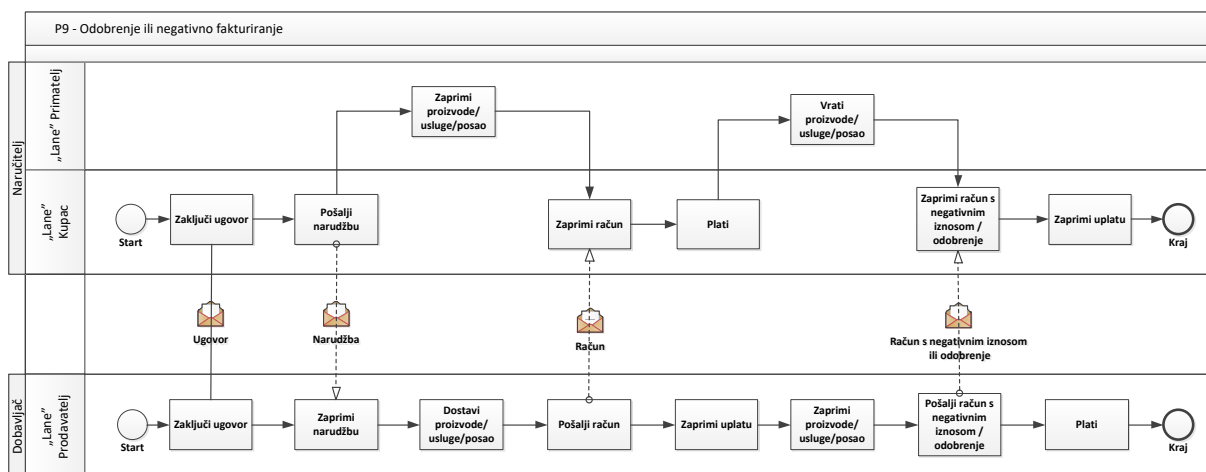 P9 - Odobrenje ili negativno fakturiranje
Naručitelj
„Lane” Primatelj
Zaprimi
proizvode/
usluge/posao
Vrati
proizvode/
usluge/posao
„Lane”
Kupac
Start
Zaključi ugovor
Pošalji
narudžbu
Zaprimi račun
Plati
Zaprimi račun s
negativnim
iznosom /
odobrenje
Zaprimi uplatu
Kraj
Ugovor
Narudžba
Račun
Račun s negativnim iznosom
ili odobrenje
Dobavljač
„Lane”
Prodavatelj
Start
Zaključi ugovor
Zaprimi
narudžbu
Dostavi
proizvode/
usluge/posao
Pošalji račun
Zaprimi uplatu
Zaprimi
proizvode/
usluge/posao
Pošalji račun s
negativnim
iznosom /
odobrenje
Plati
Kraj